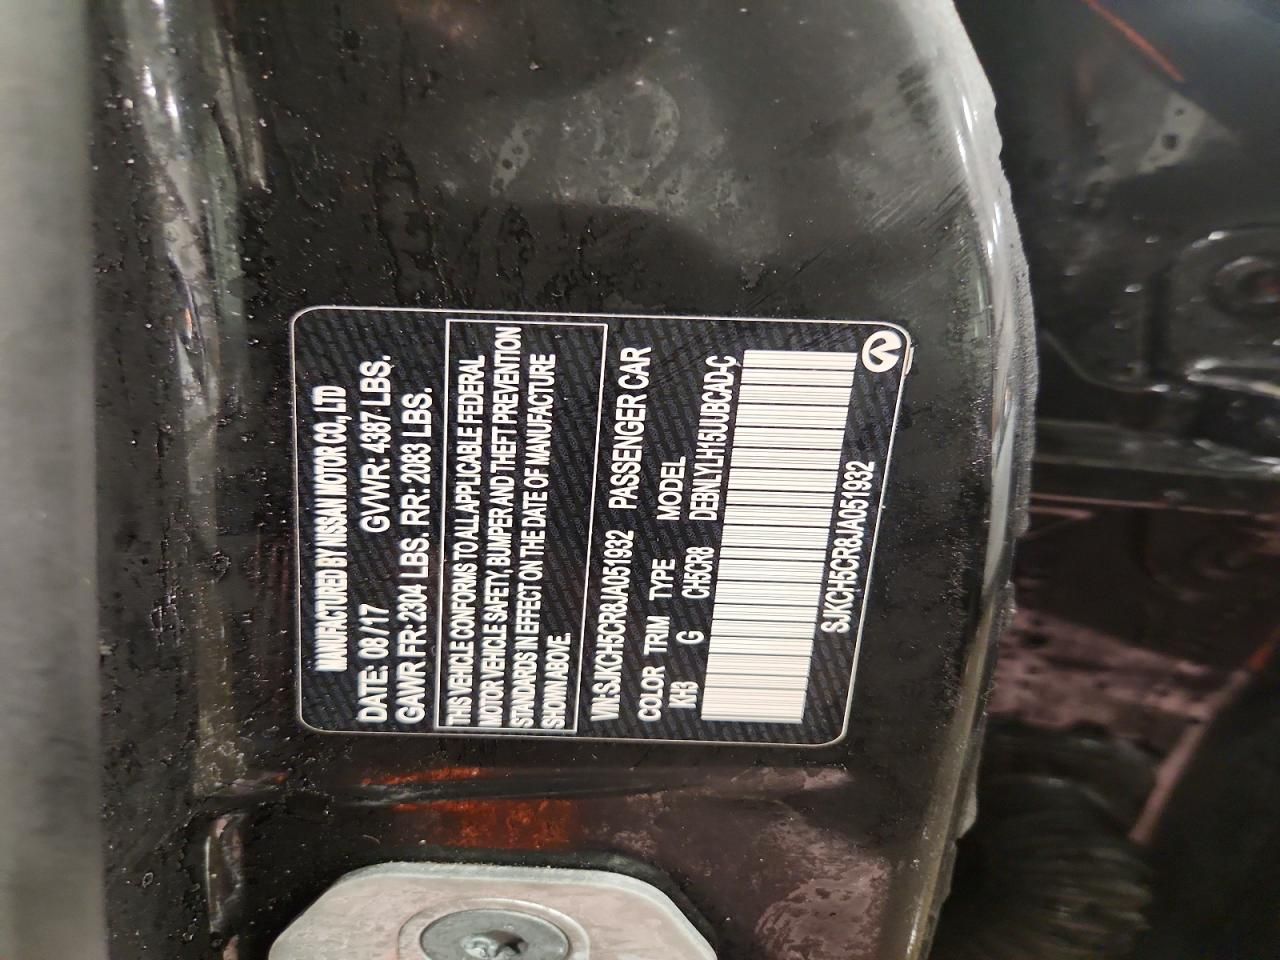 MANUFACTURED BY NISSAN MOTOR CO., LTD
DATE: 08 / 17 GVWR: 4387 LBS.
GAWR FR: 2304 LBS. RR: 2083 LBS.
THIS VEHICLE CONFORMS TO ALL APPLICABLE FEDERAL
MOTOR VEHICLE SAFETY, BUMPER AND THEFT PREVENTION
STANDARDS IN EFFECT ON THE DATE OF MANUFACTURE
SHOWN ABOVE.
VIN:SJKCH5CR8JA051932 PASSENGER CAR
COLOR TRIM TYPE MODEL
KH3 G CH5CR8 DEBNLYLH15UUBCAD-C
SJKCH5CR8JA051932